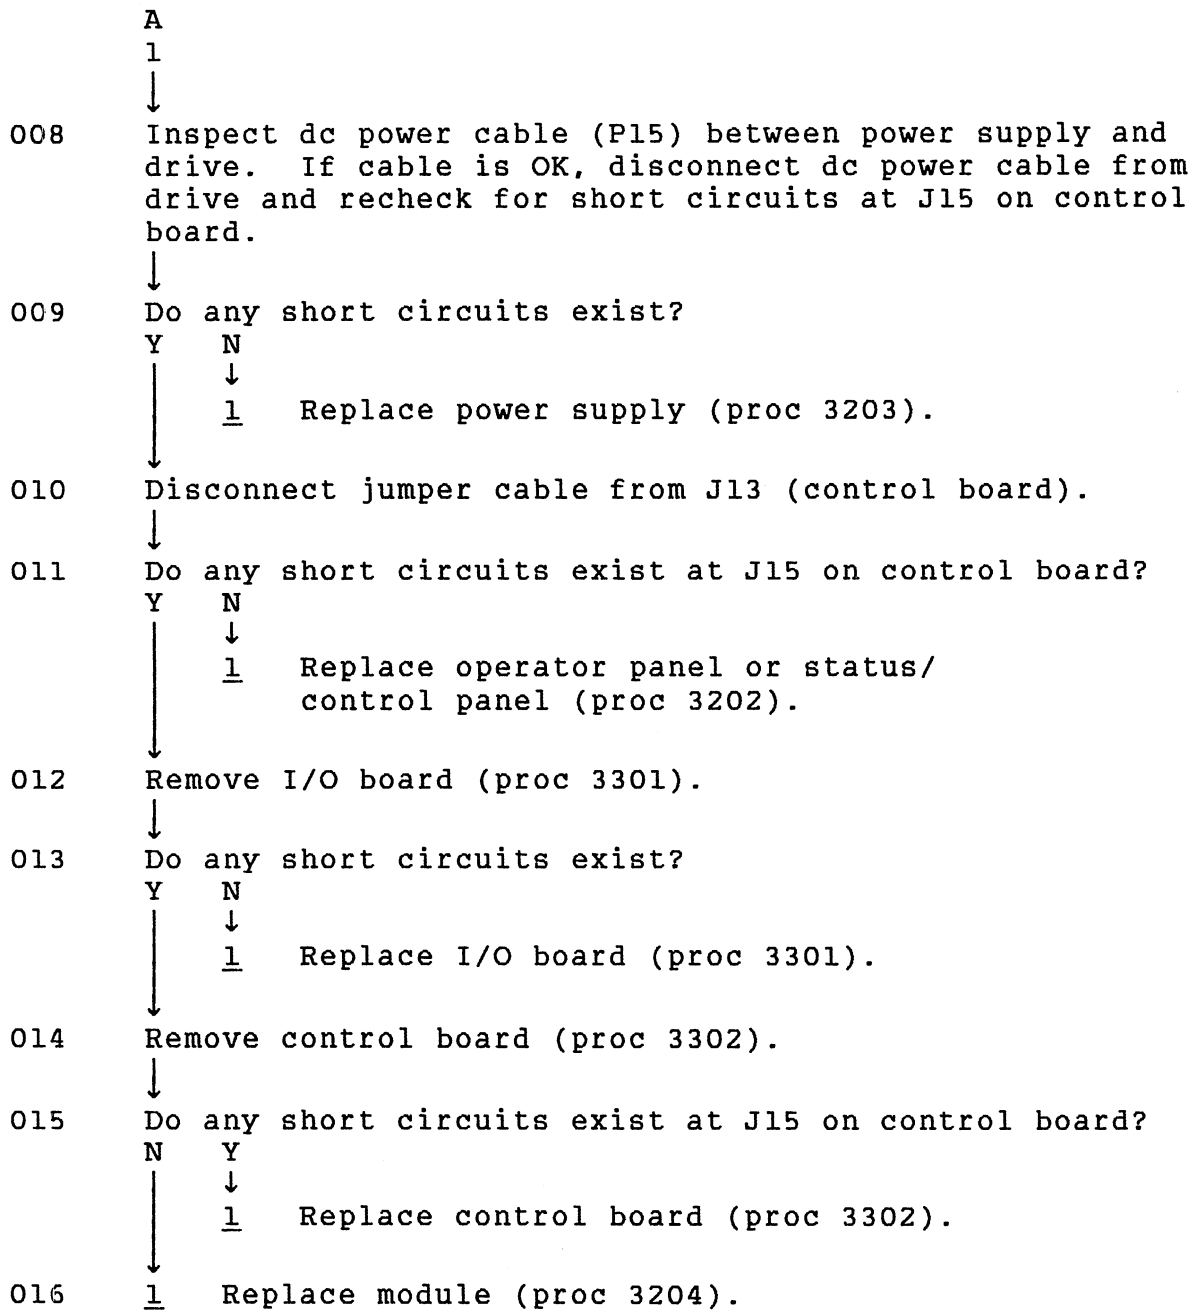 A
1
008 Inspect dc power cable (P15) between power supply and
drive. If cable is OK, disconnect dc power cable from
drive and recheck for short circuits at J15 on control
board.
009 Do any short circuits exist?
Y N
1 Replace power supply (proc 3203).
010 Disconnect jumper cable from J13 (control board).
011 Do any short circuits exist at J15 on control board?
Y N
1 Replace operator panel or status/
control panel (proc 3202).
012 Remove I/O board (proc 3301).
013 Do any short circuits exist?
Y N
1 Replace I/O board (proc 3301).
014 Remove control board (proc 3302).
015 Do any short circuits exist at J15 on control board?
N Y
1 Replace control board (proc 3302).
016 1 Replace module (proc 3204).